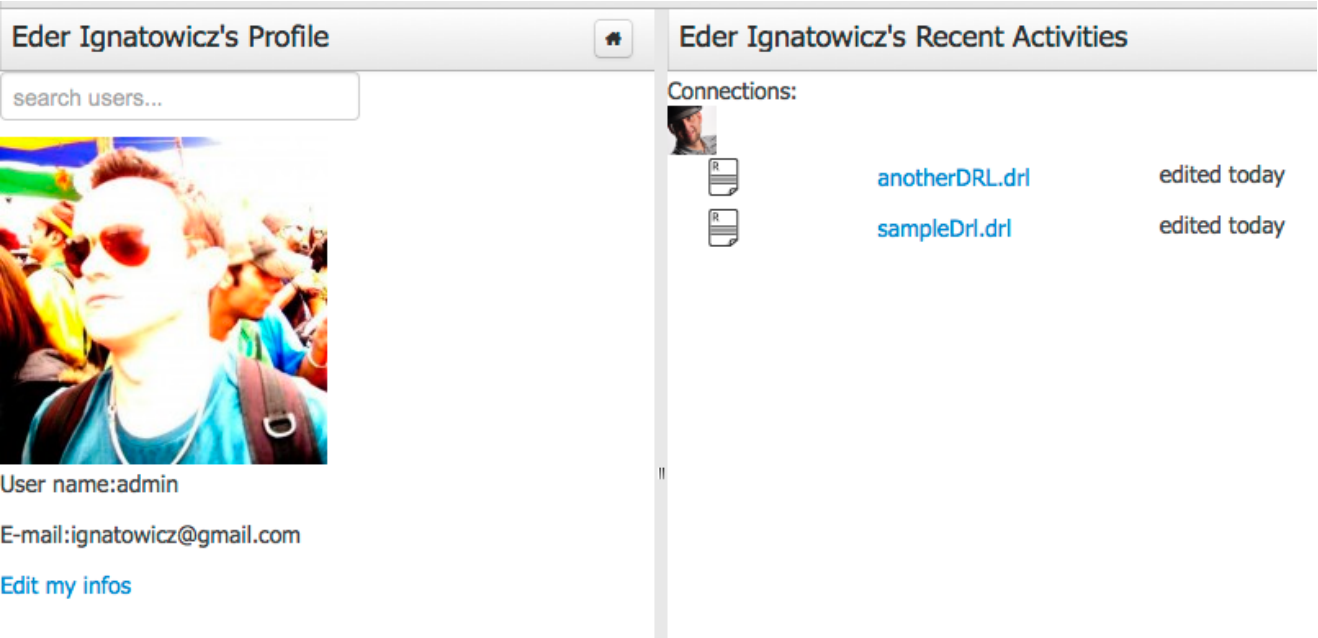 Eder Ignatowicz's Profile
search users...
User name:admin
E-mail:ignatowicz@gmail.com
Edit my infos
Eder Ignatowicz's Recent Activities
Connections:
R anotherDRL.drl edited today
R sampleDrl.drl edited today